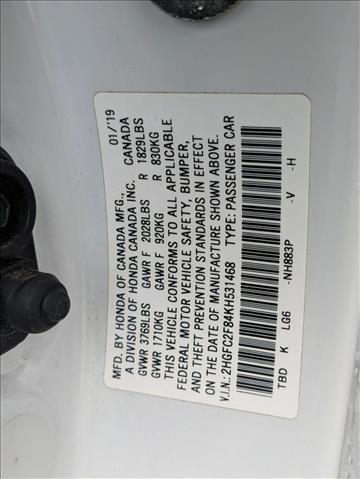 MFD. BY HONDA OF CANADA MFG., 01/'19
A DIVISION OF HONDA CANADA INC. CANADA
GVWR 3769LBS GAWR F 2028LBS R 1829LBS
GVWR 1710KG GAWR F 920KG R 830KG
THIS VEHICLE CONFORMS TO ALL APPLICABLE
FEDERAL MOTOR VEHICLE SAFETY, BUMPER,
AND THEFT PREVENTION STANDARDS IN EFFECT
ON THE DATE OF MANUFACTURE SHOWN ABOVE.
V.I.N.: 2HGFC2F84KH531468 TYPE: PASSENGER CAR
TBD K LG6 -NH883P -V -H